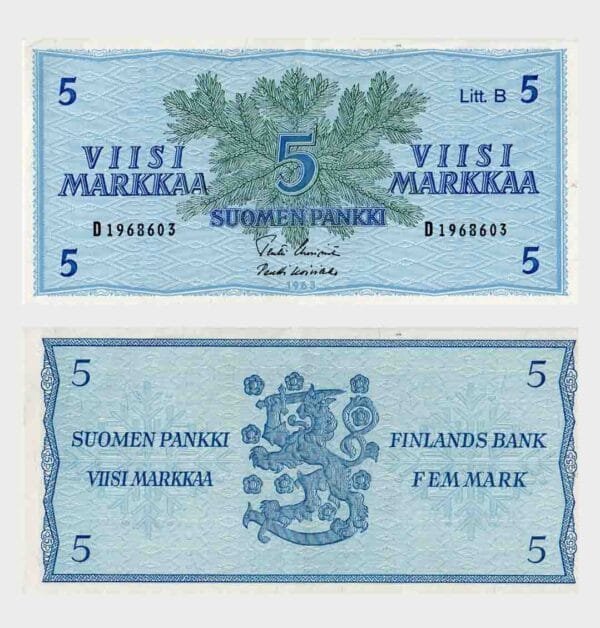 5 Litt. B 5
VIISI VIISI
MARKKAA 5 MARKKAA
SUOMEN PANKKI
D1968603 D1968603
5 5
1963
5 5
SUOMEN PANKKI FINLANDS BANK
VIISI MARKKAA FEM MARK
5 5